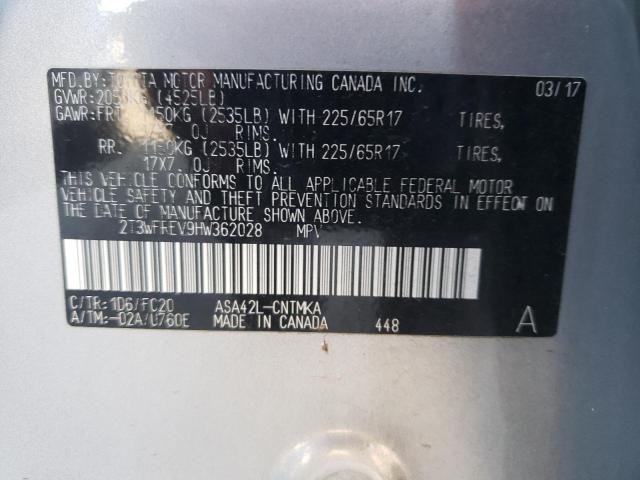 MFD.BY:TOYOTA MOTOR MANUFACTURING CANADA INC. 03/17
GVWR:2053KG (4525LB)
GAWR:FRT. 1150KG (2535LB) WITH 225/65R17 TIRES,
17X7.0J RIMS.
RR. 1150KG (2535LB) WITH 225/65R17 TIRES,
17X7.0J RIMS.
THIS VEHICLE CONFORMS TO ALL APPLICABLE FEDERAL MOTOR
VEHICLE SAFETY AND THEFT PREVENTION STANDARDS IN EFFECT ON
THE DATE OF MANUFACTURE SHOWN ABOVE.
2T3WFREV9HW362028 MPV
C/TR:1D6/FC20 ASA42L-CNTMKA
A/TM:-02A/U760E MADE IN CANADA 448 A